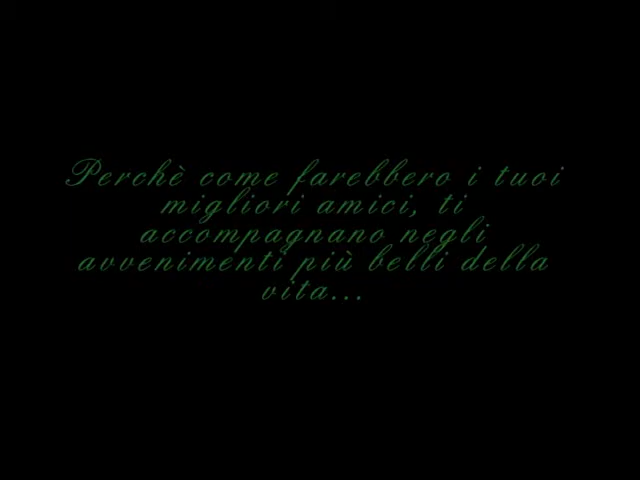 Perchè come farebbero i tuoi
migliori amici, ti
accompagnano negli
avvenimenti più belli della
vita...